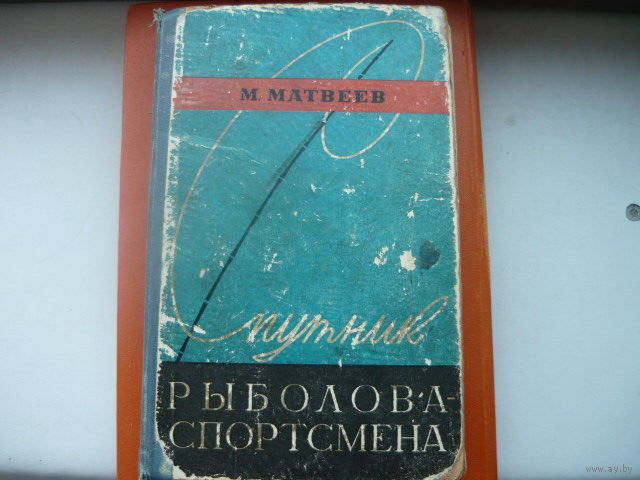 М. МАТВЕЕВ
Спутник
РЫБОЛОВА-
СПОРТСМЕНА
www.ay.by